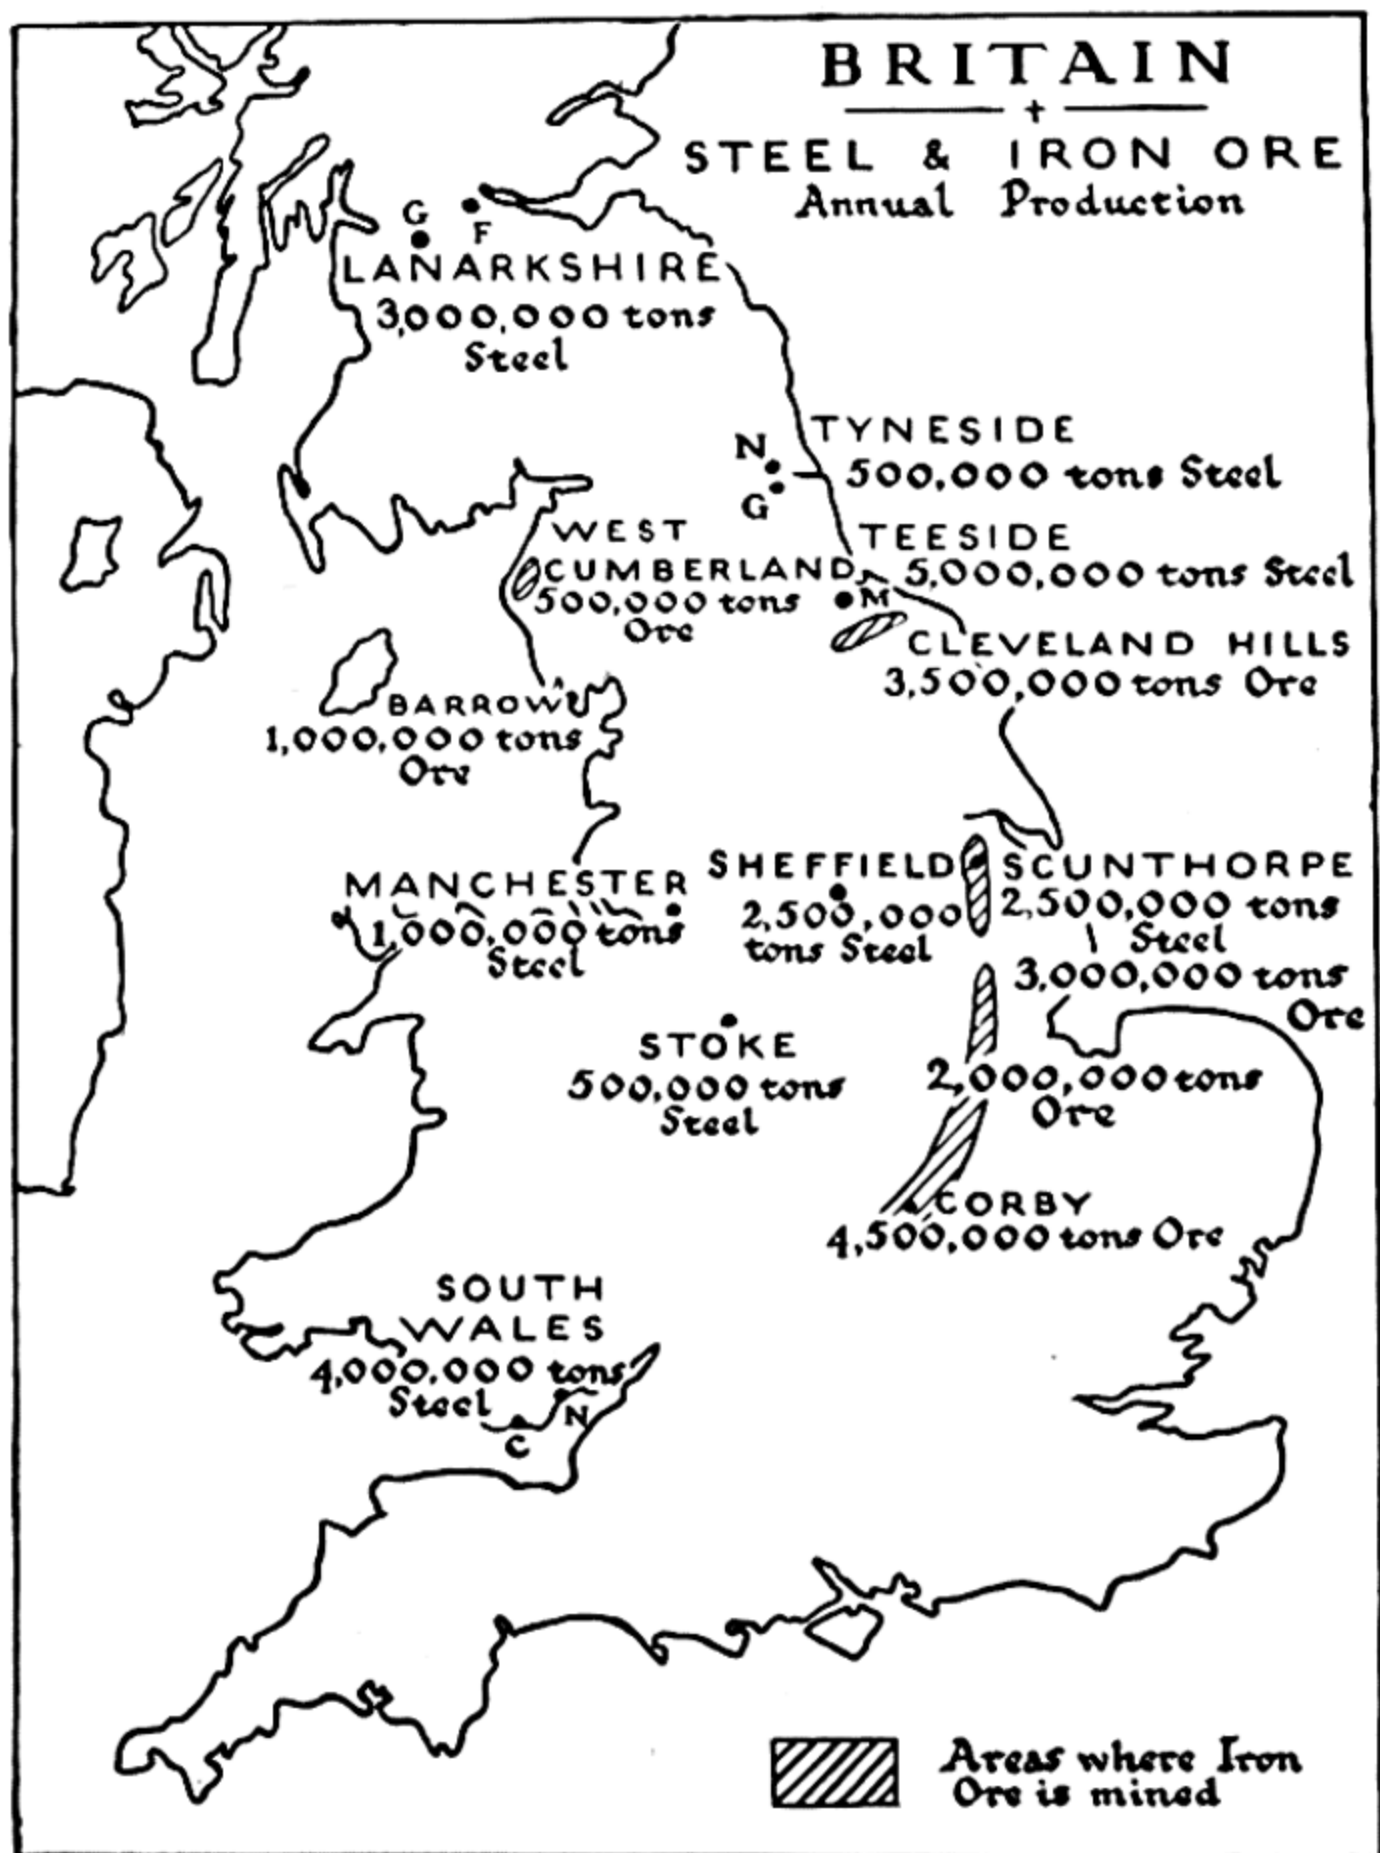 BRITAIN
STEEL & IRON ORE
Annual Production
G
F
LANARKSHIRE
3,000,000 tons
Steel
N
G
TYNESIDE
500,000 tons Steel
TEESIDE
5,000,000 tons Steel
M
WEST
CUMBERLAND
500,000 tons
Ore
CLEVELAND HILLS
3,500,000 tons Ore
BARROW
1,000,000 tons
Ore
MANCHESTER
1,000,000 tons
Steel
SHEFFIELD
2,500,000
tons Steel
SCUNTHORPE
2,500,000 tons
Steel
3,000,000 tons
Ore
STOKE
500,000 tons
Steel
2,000,000 tons
Ore
CORBY
4,500,000 tons Ore
SOUTH
WALES
4,000,000 tons
Steel
N
C
Areas where Iron
Ore is mined